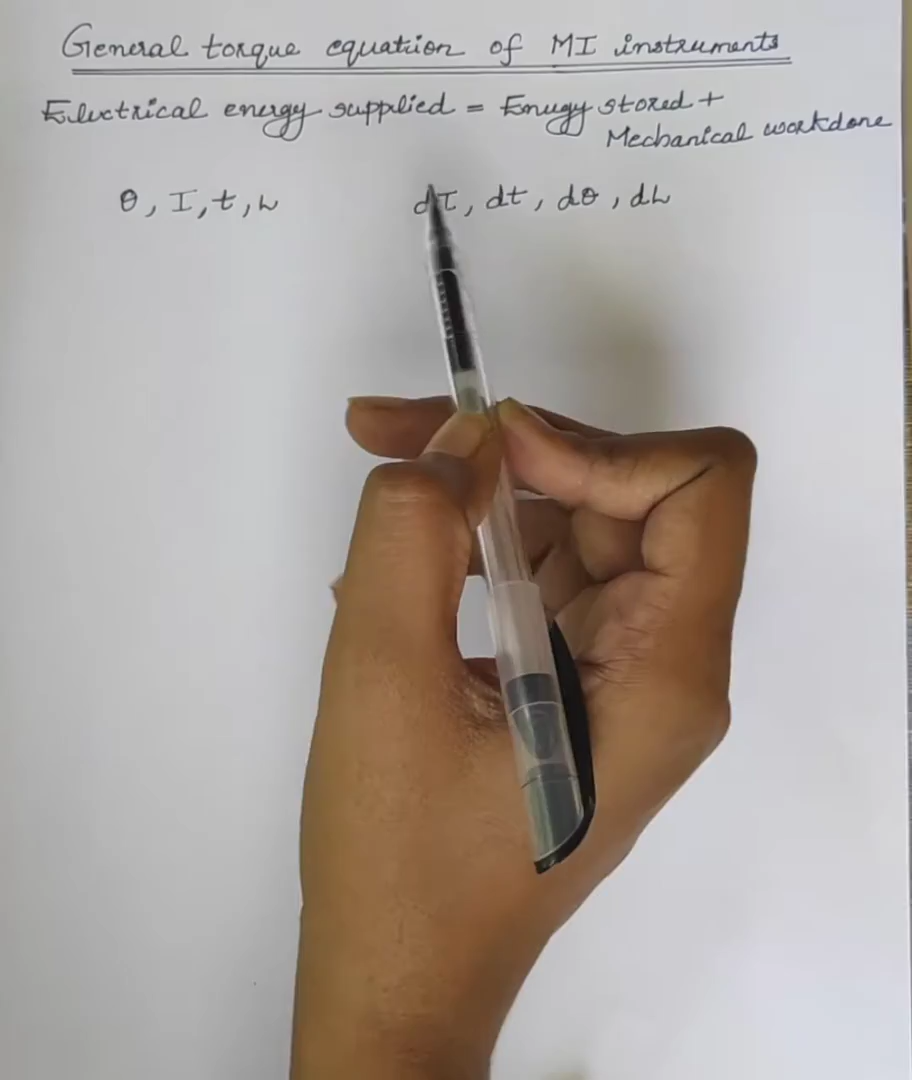 General torque equation of MI instruments
Electrical energy supplied = Energy stored +
Mechanical workdone
θ, I, t, L
dI, dt, dθ, dL